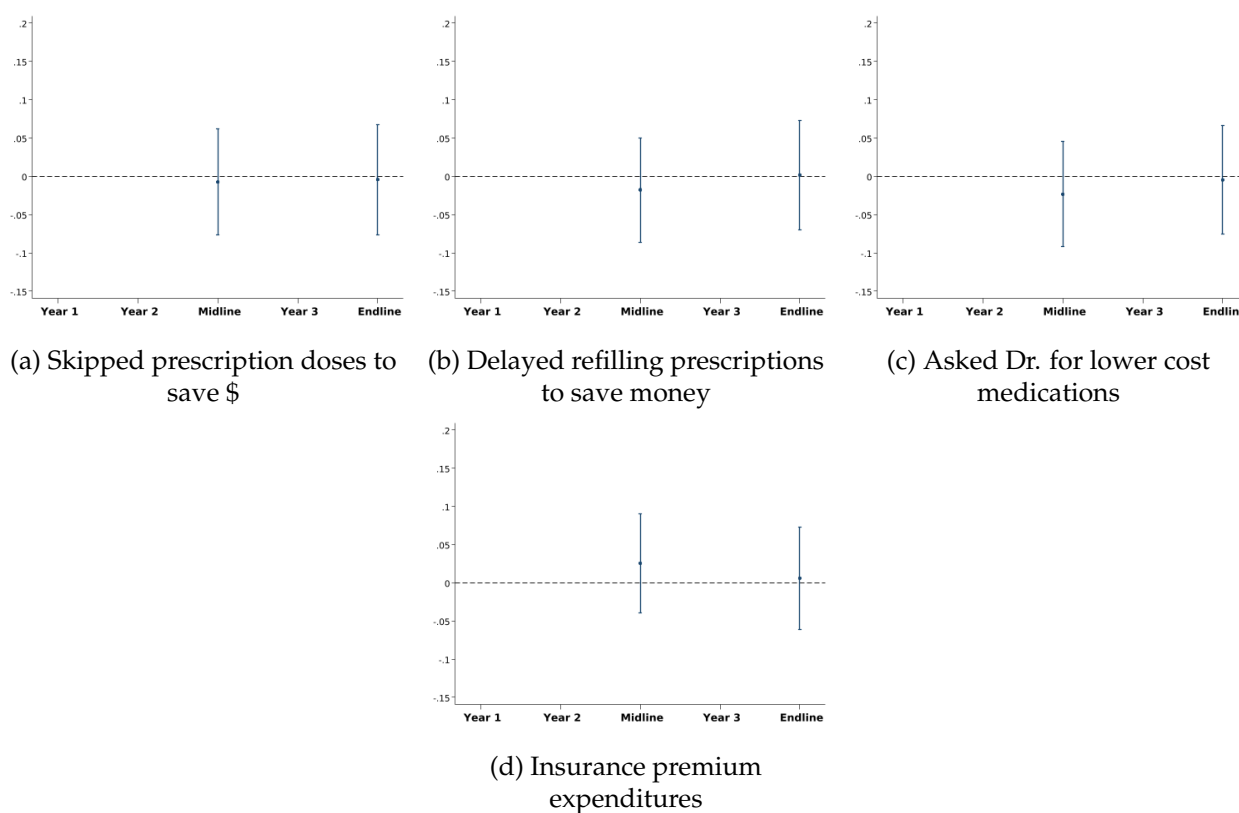 .2
.15
.1
.05
0
-.05
-.1
-.15
Year 1 Year 2 Midline Year 3 Endline
(a) Skipped prescription doses to
save $
.2
.15
.1
.05
0
-.05
-.1
-.15
Year 1 Year 2 Midline Year 3 Endline
(b) Delayed refilling prescriptions
to save money
.2
.15
.1
.05
0
-.05
-.1
-.15
Year 1 Year 2 Midline Year 3 Endline
(c) Asked Dr. for lower cost
medications
.2
.15
.1
.05
0
-.05
-.1
-.15
Year 1 Year 2 Midline Year 3 Endline
(d) Insurance premium
expenditures